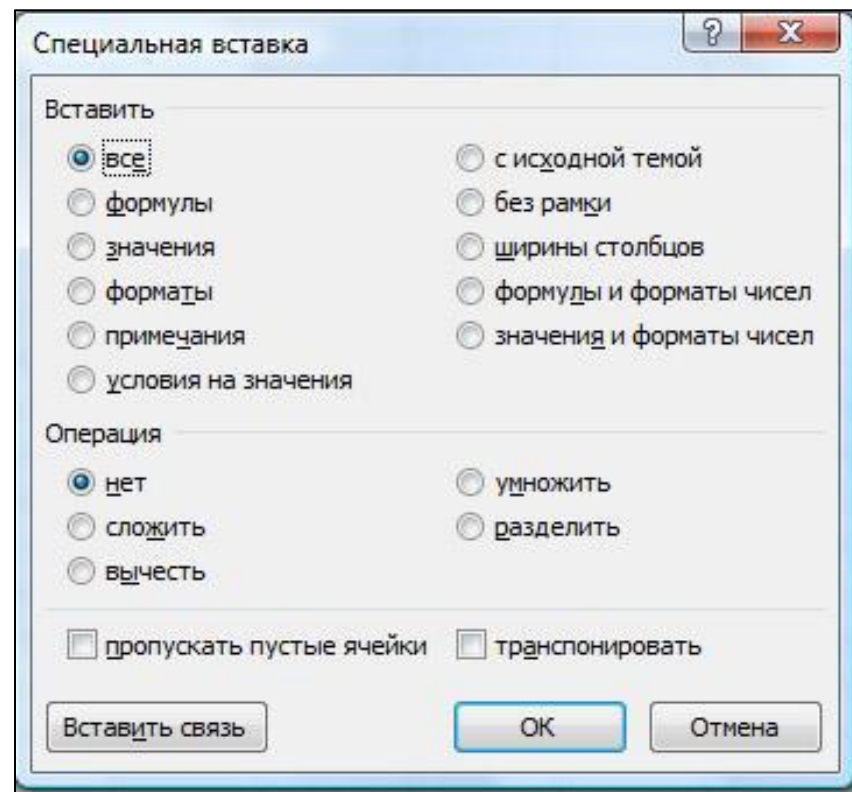 Специальная вставка
Вставить
все
с исходной темой
формулы
без рамки
значения
ширины столбцов
форматы
формулы и форматы чисел
примечания
значения и форматы чисел
условия на значения
Операция
нет
умножить
сложить
разделить
вычесть
пропускать пустые ячейки
транспонировать
Вставить связь
ОК
Отмена